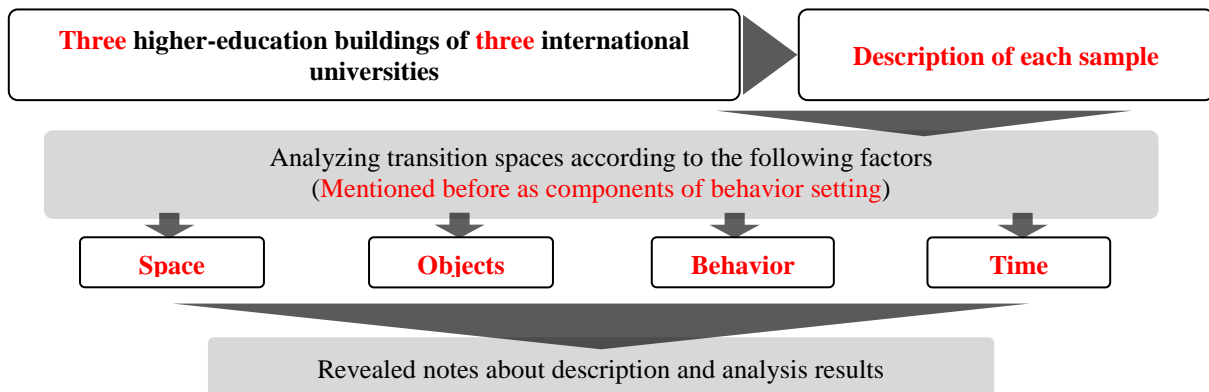 Three higher-education buildings of three international
universities
Description of each sample
Analyzing transition spaces according to the following factors
(Mentioned before as components of behavior setting)
Space
Objects
Behavior
Time
Revealed notes about description and analysis results